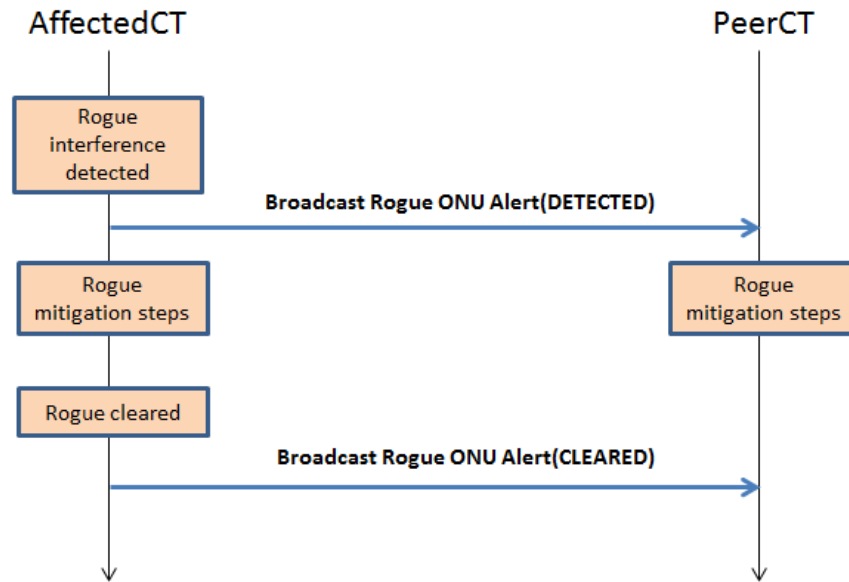 AffectedCT
PeerCT
Rogue
interference
detected
Broadcast Rogue ONU Alert(DETECTED)
Rogue
mitigation steps
Rogue
mitigation steps
Rogue cleared
Broadcast Rogue ONU Alert(CLEARED)